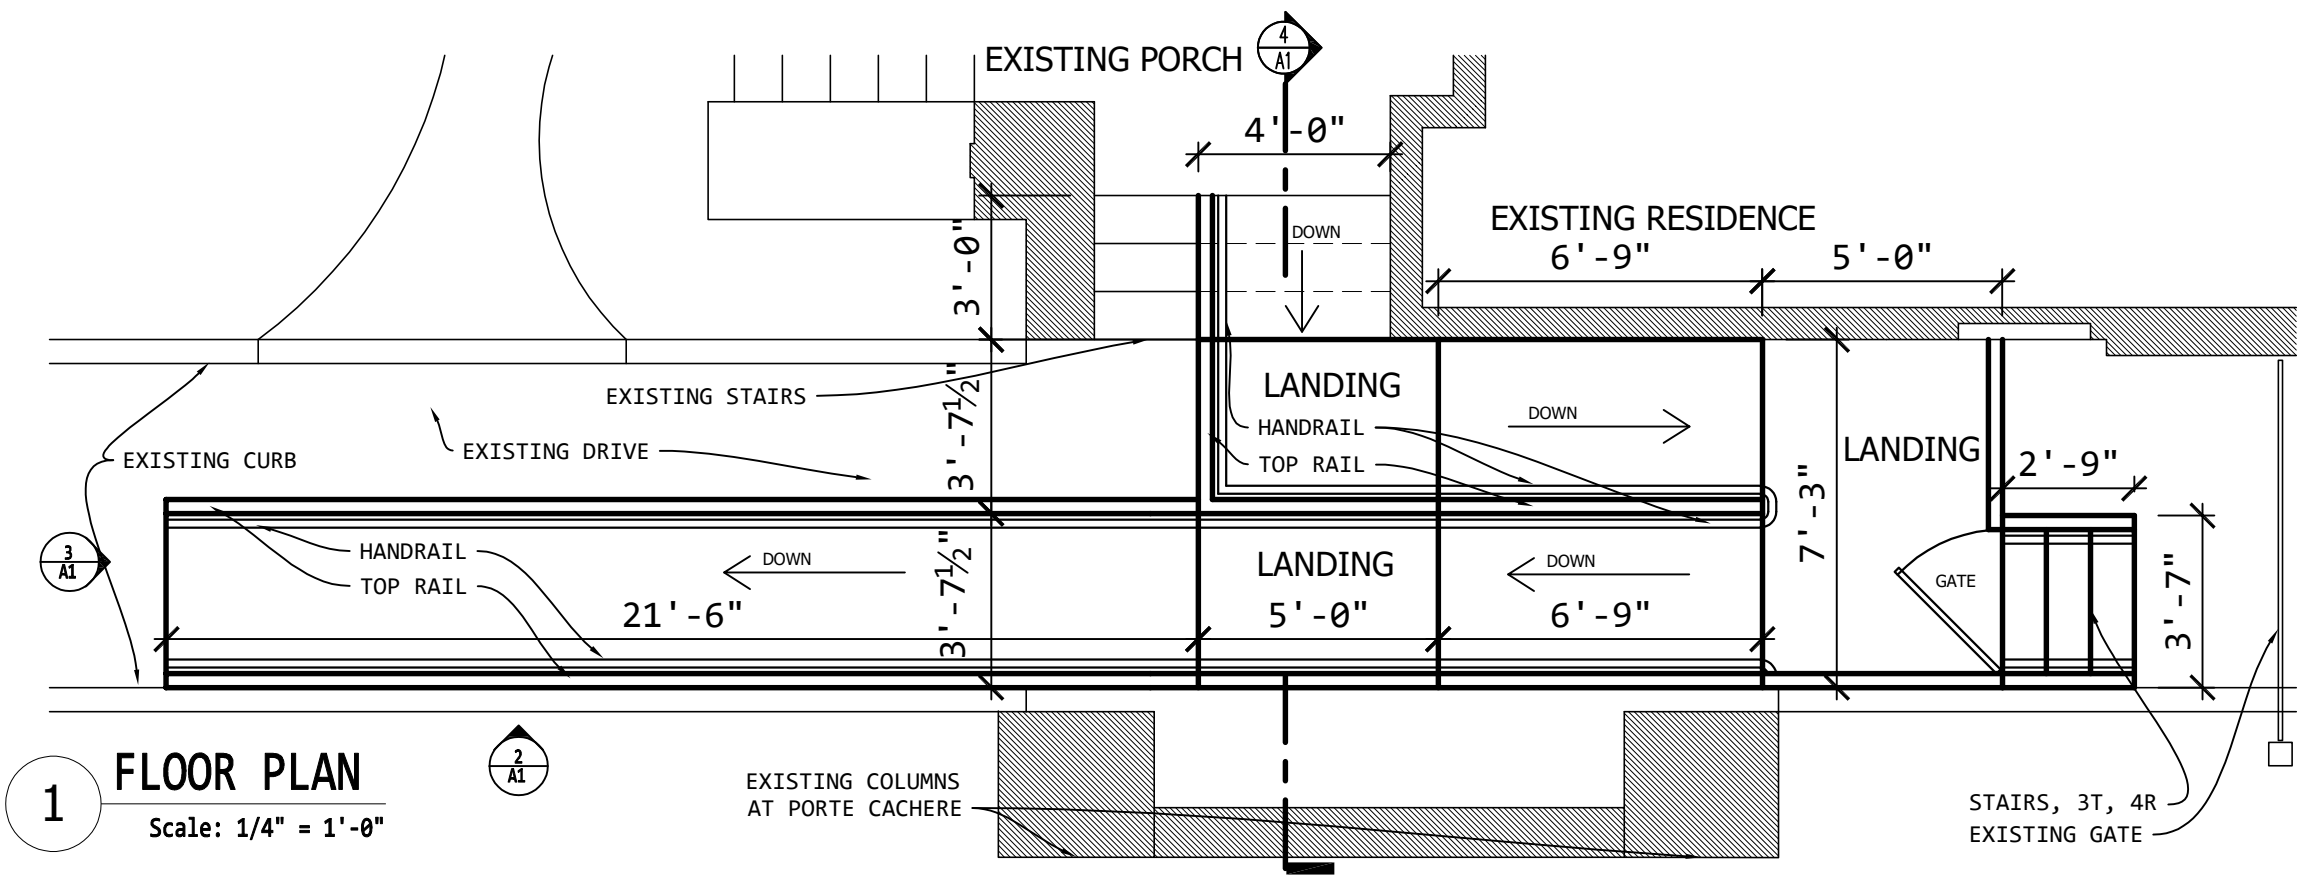 4
A1
EXISTING PORCH
4'-0"
DOWN
EXISTING RESIDENCE
6'-9"
5'-0"
3'-0"
LANDING
EXISTING STAIRS
3'-7½"
DOWN
HANDRAIL
TOP RAIL
EXISTING DRIVE
EXISTING CURB
LANDING
2'-9"
7'-3"
3
A1
HANDRAIL
TOP RAIL
DOWN
LANDING
DOWN
GATE
3'-7½"
21'-6"
5'-0"
6'-9"
3'-7"
1
FLOOR PLAN
Scale: 1/4" = 1'-0"
2
A1
EXISTING COLUMNS
AT PORTE CACHERE
STAIRS, 3T, 4R
EXISTING GATE